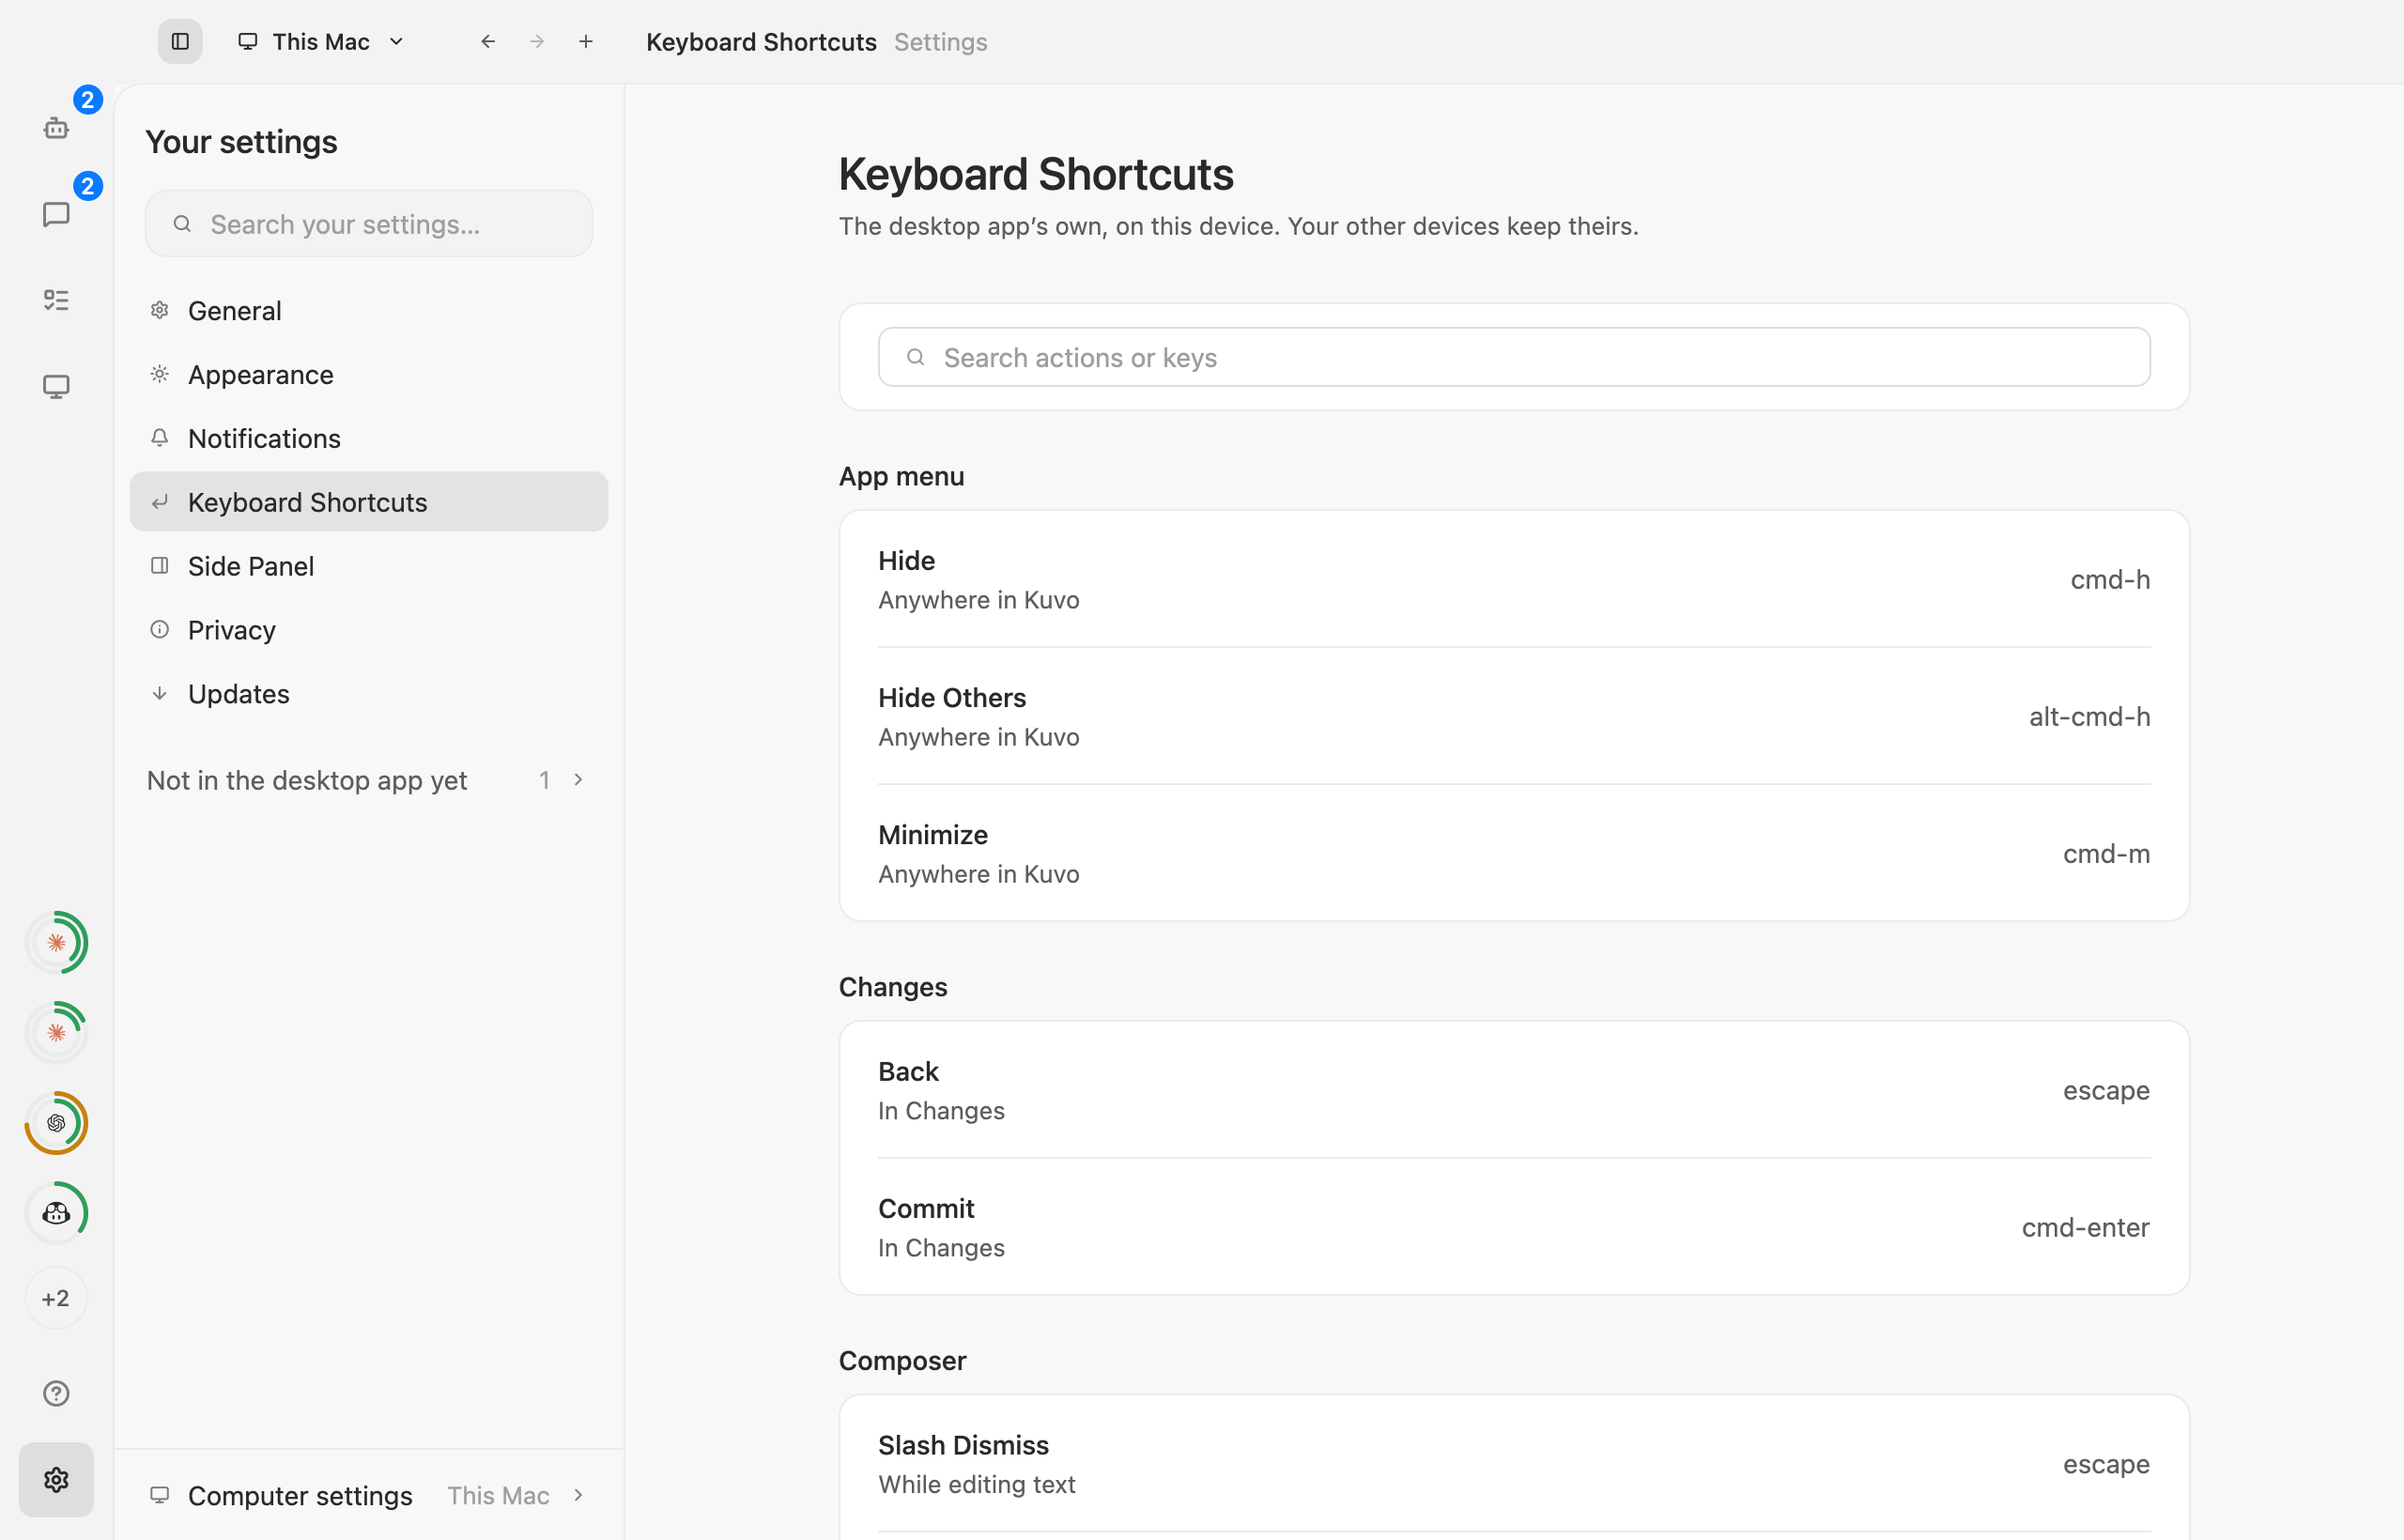 This Mac
Keyboard Shortcuts Settings
2
2
Your settings
Search your settings...
General
Appearance
Notifications
Keyboard Shortcuts
Side Panel
Privacy
Updates
Not in the desktop app yet 1
+2
Computer settings This Mac
Keyboard Shortcuts
The desktop app’s own, on this device. Your other devices keep theirs.
Search actions or keys
App menu
Hide
Anywhere in Kuvo
cmd-h
Hide Others
Anywhere in Kuvo
alt-cmd-h
Minimize
Anywhere in Kuvo
cmd-m
Changes
Back
In Changes
escape
Commit
In Changes
cmd-enter
Composer
Slash Dismiss
While editing text
escape